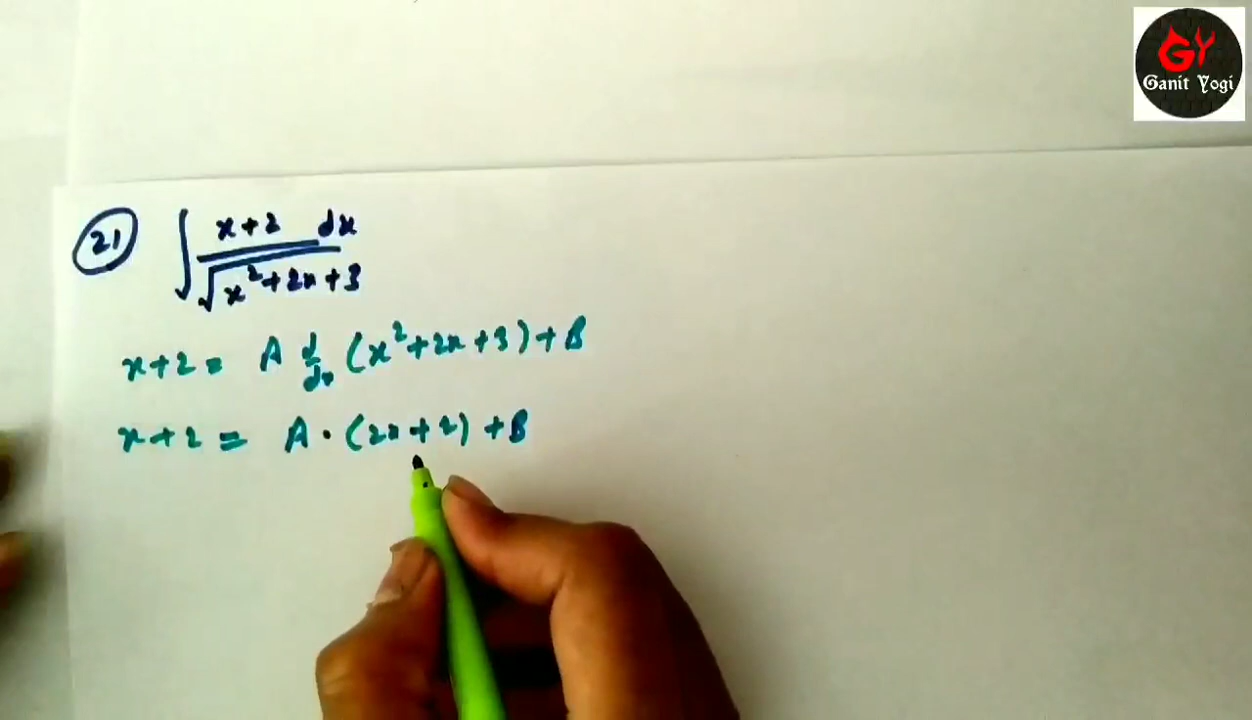 GY
Ganit Yogi
21 ∫ x+2 dx / √x²+2x+3
x+2 = A d/dx (x²+2x+3)+B
x+2 = A · (2x+2) +B